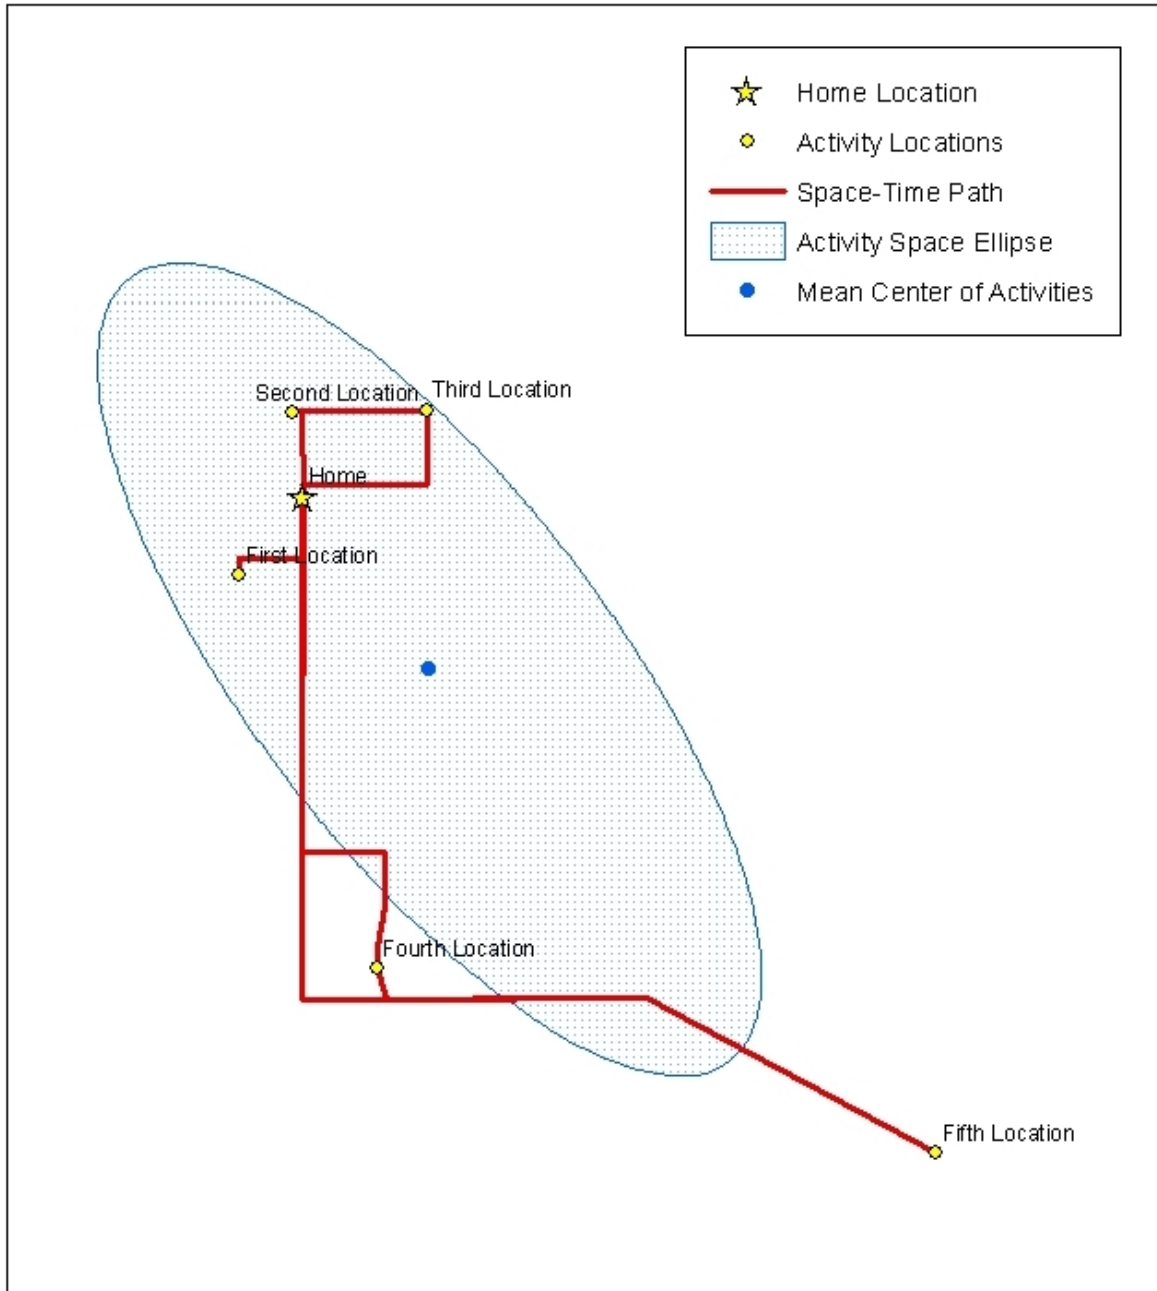 Home Location
Activity Locations
Space-Time Path
Activity Space Ellipse
Mean Center of Activities
Second Location
Third Location
Home
First Location
Fourth Location
Fifth Location